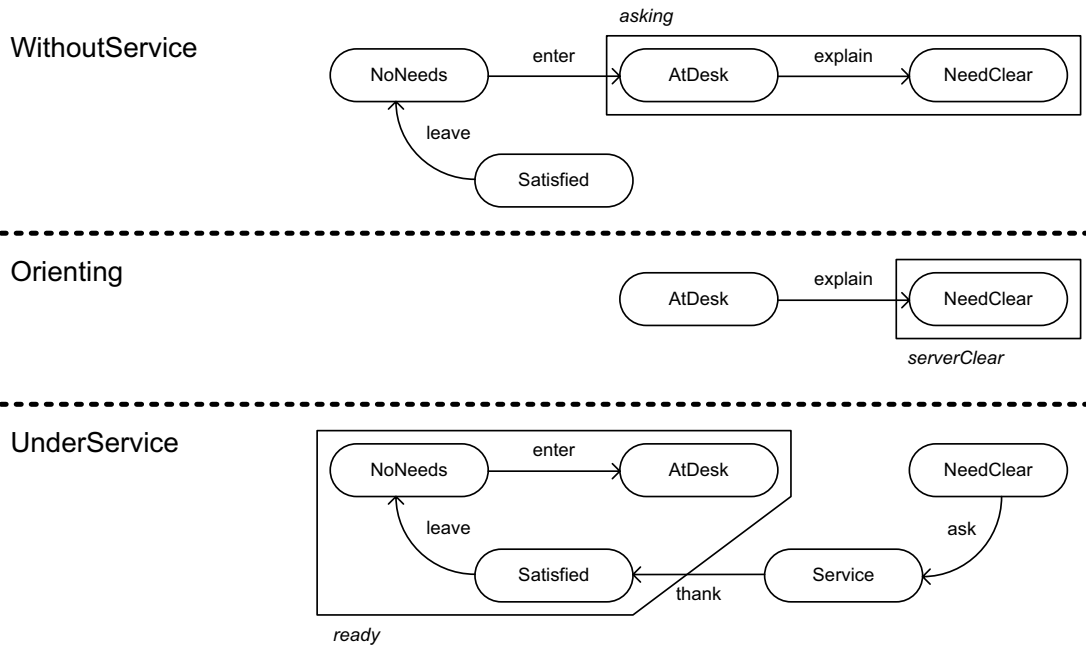 asking
WithoutService
NoNeeds
enter
AtDesk
explain
NeedClear
leave
Satisfied
Orienting
AtDesk
explain
NeedClear
serverClear
UnderService
NoNeeds
enter
AtDesk
NeedClear
leave
ask
Satisfied
thank
Service
ready